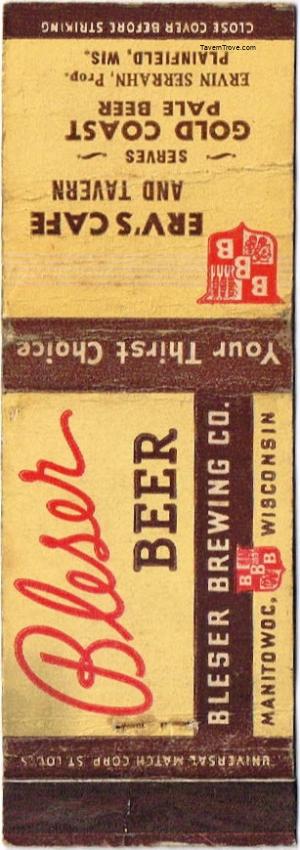 TavernTrove.com
CLOSE COVER BEFORE STRIKING
ERV'S CAFE
AND TAVERN
SERVES
GOLD COAST
PALE BEER
ERVIN SERRAHN, Prop.
PLAINFIELD, WIS.
B
B B
B
Your Thirst Choice
Bleser
BEER
BLESER BREWING CO.
MANITOWOC, WISCONSIN
UNIVERSAL MATCH CORP. ST. LOUIS